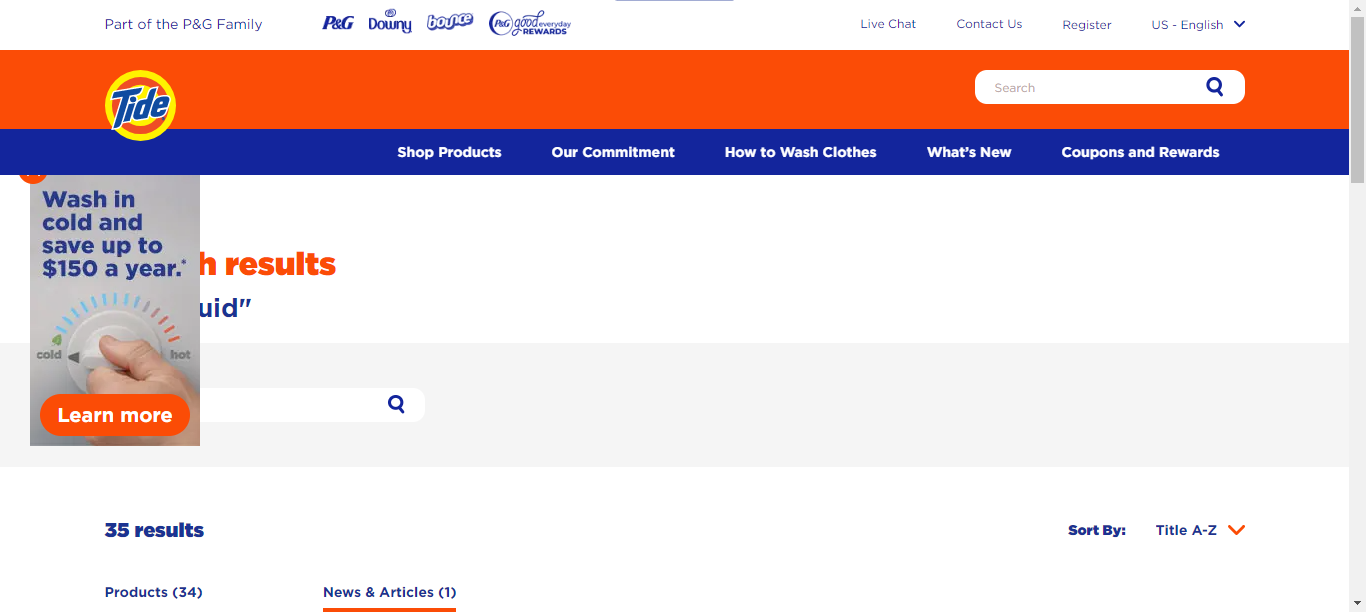 Part of the P&G Family
P&G
Downy
Bounce
P&G good everyday REWARDS
Live Chat
Contact Us
Register
US - English
Tide
Search
Shop Products
Our Commitment
How to Wash Clothes
What's New
Coupons and Rewards
Wash in
cold and
save up to
$150 a year.*
cold
hot
Learn more
h results
uid"
35 results
Sort By:
Title A-Z
Products (34)
News & Articles (1)